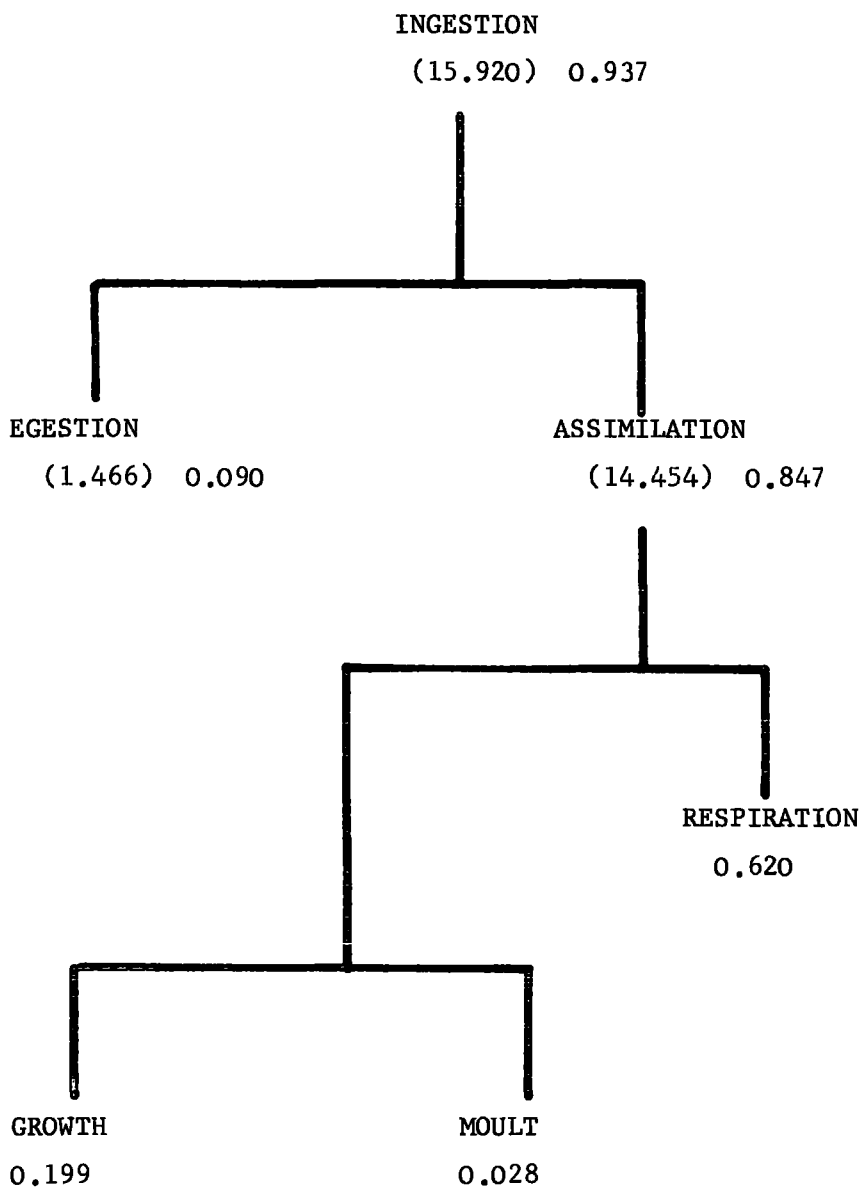 INGESTION
(15.920) 0.937
EGESTION
(1.466) 0.090
ASSIMILATION
(14.454) 0.847
RESPIRATION
0.620
GROWTH
0.199
MOULT
0.028